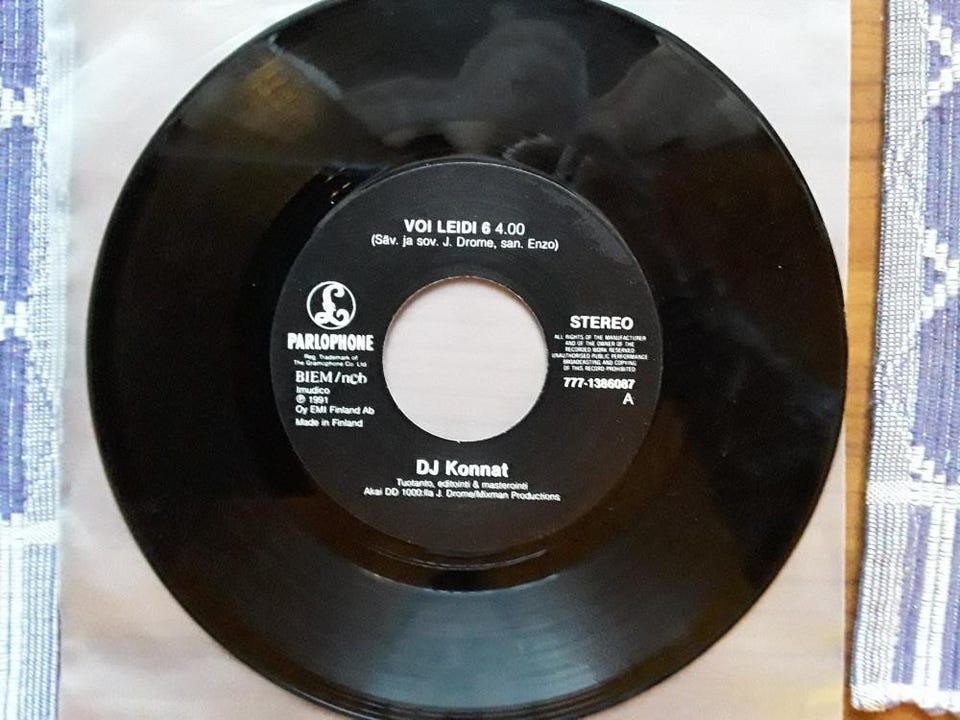 VOI LEIDI 6 4.00
(Säv. ja sov. J. Drome, san. Enzo)
£
PARLOPHONE
Reg. Trademark of
The Gramophone Co Ltd
BIEM/ncb
Imudico
℗ 1991
Oy EMI Finland Ab
Made in Finland
STEREO
ALL RIGHTS OF THE MANUFACTURER
AND OF THE OWNER OF THE
RECORDED WORK RESERVED
UNAUTHORISED PUBLIC PERFORMANCE
BROADCASTING AND COPYING
OF THIS RECORD PROHIBITED
777-1386087
A
DJ Konnat
Tuotanto, editointi & masterointi
Akai DD 1000:lla J. Drome/Mixman Productions